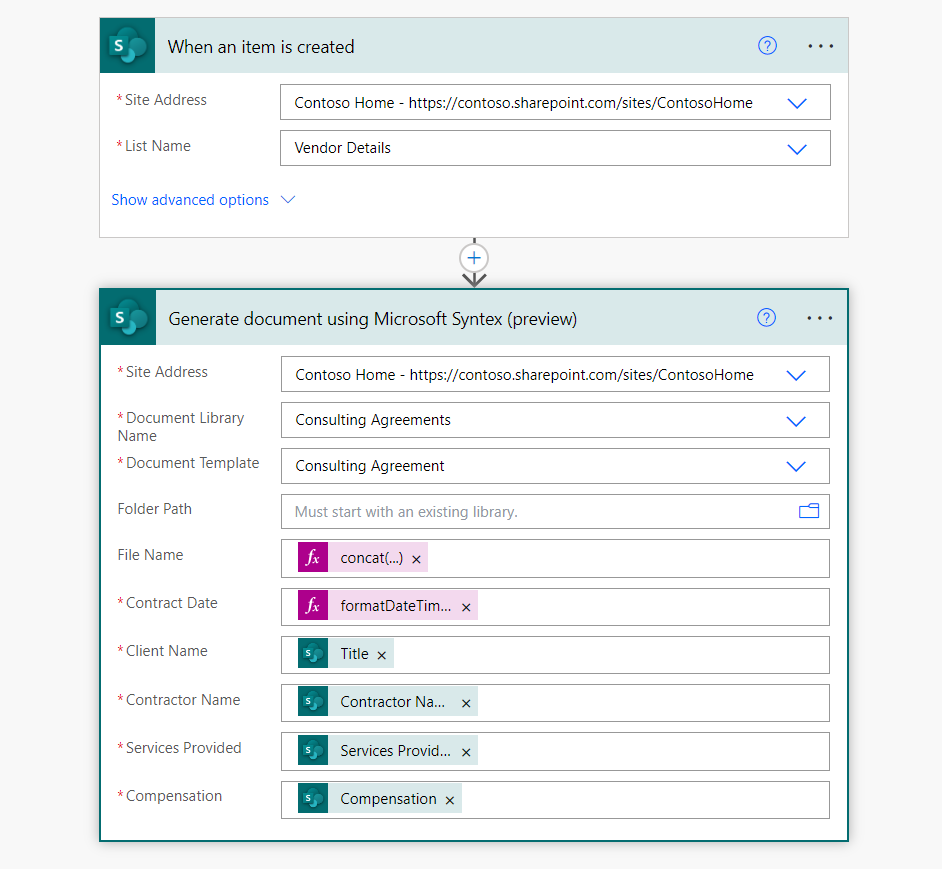 When an item is created
* Site Address
Contoso Home - https://contoso.sharepoint.com/sites/ContosoHome
* List Name
Vendor Details
Show advanced options
Generate document using Microsoft Syntex (preview)
* Site Address
Contoso Home - https://contoso.sharepoint.com/sites/ContosoHome
* Document Library
Name
Consulting Agreements
* Document Template
Consulting Agreement
Folder Path
Must start with an existing library.
File Name
fx concat(...) ×
* Contract Date
fx formatDateTim... ×
* Client Name
S Title ×
* Contractor Name
S Contractor Na... ×
* Services Provided
S Services Provid... ×
* Compensation
S Compensation ×